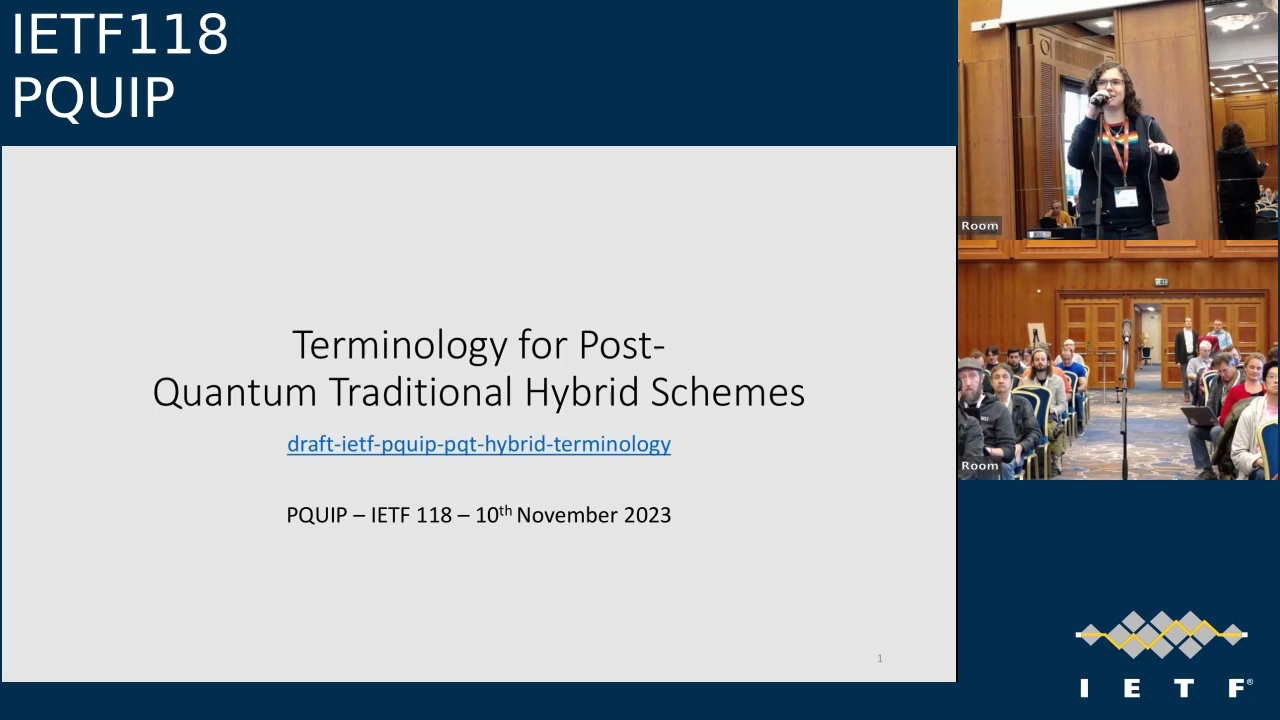 IETF118
PQUIP
Terminology for Post-
Quantum Traditional Hybrid Schemes
draft-ietf-pquip-pqt-hybrid-terminology
PQUIP – IETF 118 – 10th November 2023
1
Room
Room
I E T F®